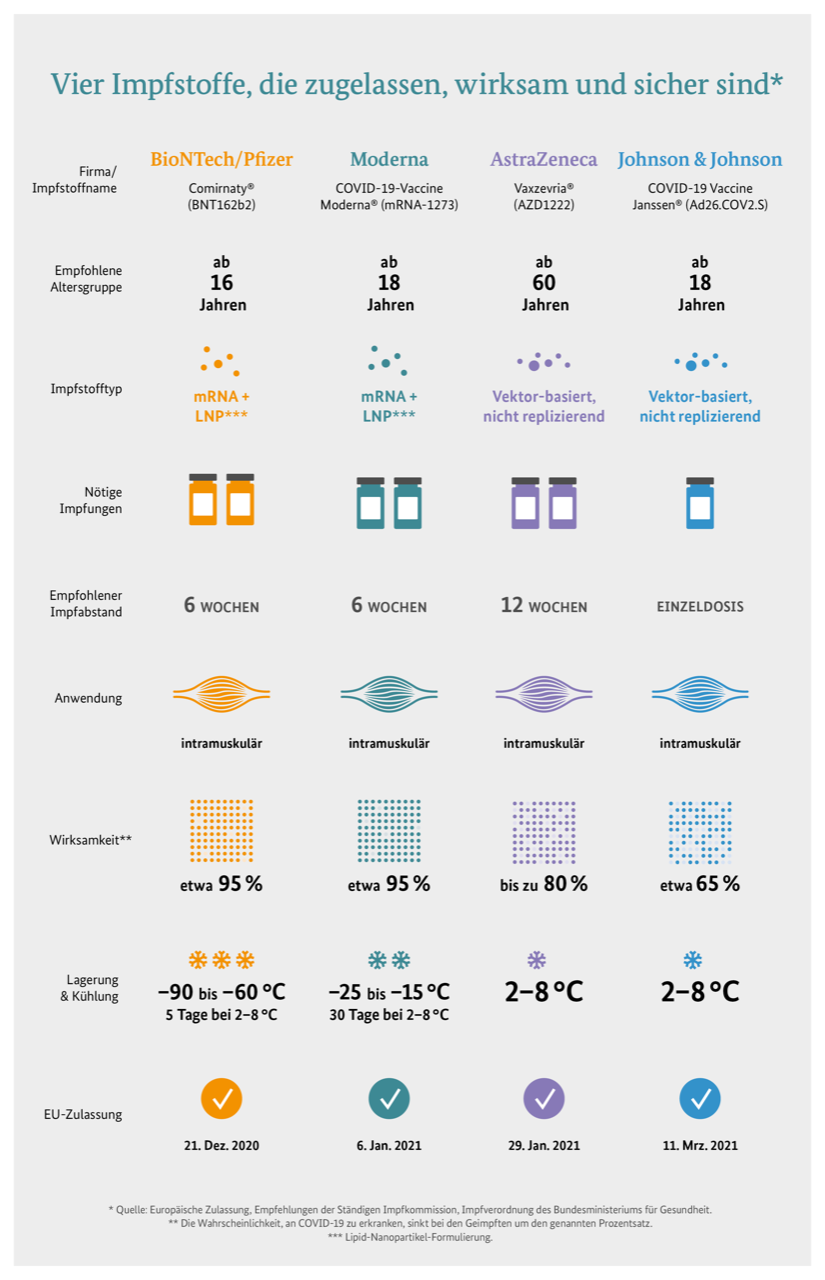 Vier Impfstoffe, die zugelassen, wirksam und sicher sind*
Firma/
Impfstoffname
BioNTech/Pfizer
Comirnaty®
(BNT162b2)
Moderna
COVID-19-Vaccine
Moderna® (mRNA-1273)
AstraZeneca
Vaxzevria®
(AZD1222)
Johnson & Johnson
COVID-19 Vaccine
Janssen® (Ad26.COV2.S)
Empfohlene
Altersgruppe
ab
16
Jahren
ab
18
Jahren
ab
60
Jahren
ab
18
Jahren
Impfstofftyp
mRNA +
LNP***
mRNA +
LNP***
Vektor-basiert,
nicht replizierend
Vektor-basiert,
nicht replizierend
Nötige
Impfungen
Empfohlener
Impfabstand
6 WOCHEN
6 WOCHEN
12 WOCHEN
EINZELDOSIS
Anwendung
intramuskulär
intramuskulär
intramuskulär
intramuskulär
Wirksamkeit**
etwa 95 %
etwa 95 %
bis zu 80 %
etwa 65 %
Lagerung
& Kühlung
–90 bis –60 °C
5 Tage bei 2–8 °C
–25 bis –15 °C
30 Tage bei 2–8 °C
2–8 °C
2–8 °C
EU-Zulassung
21. Dez. 2020
6. Jan. 2021
29. Jan. 2021
11. Mrz. 2021
* Quelle: Europäische Zulassung, Empfehlungen der Ständigen Impfkommission, Impfverordnung des Bundesministeriums für Gesundheit.
** Die Wahrscheinlichkeit, an COVID-19 zu erkranken, sinkt bei den Geimpften um den genannten Prozentsatz.
*** Lipid-Nanopartikel-Formulierung.